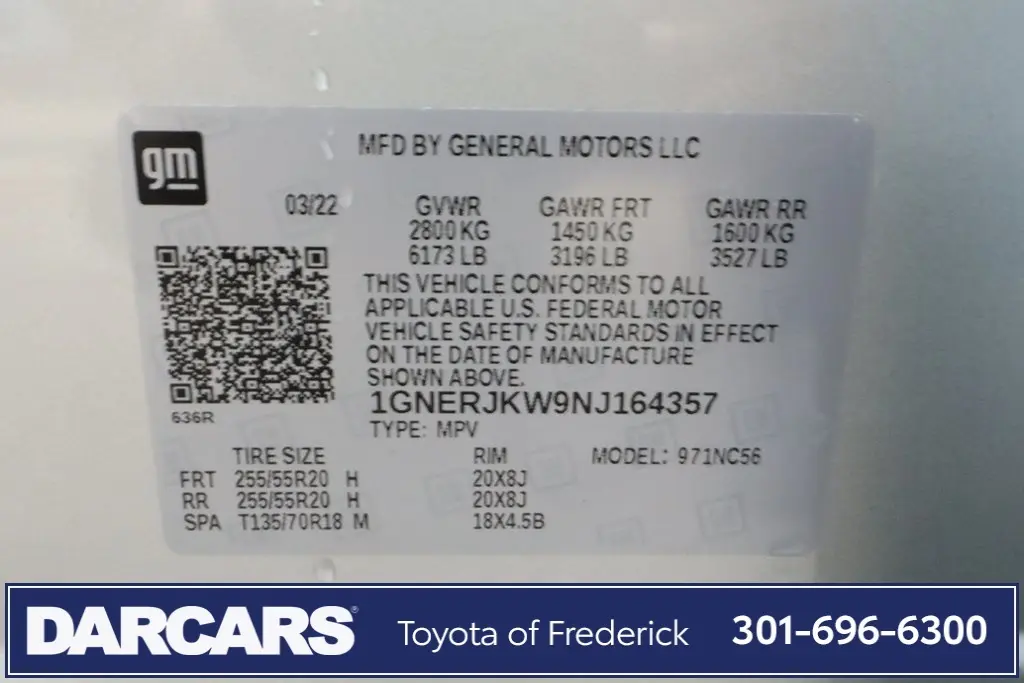 gm
MFD BY GENERAL MOTORS LLC
03/22 GVWR GAWR FRT GAWR RR
2800 KG 1450 KG 1600 KG
6173 LB 3196 LB 3527 LB
THIS VEHICLE CONFORMS TO ALL
APPLICABLE U.S. FEDERAL MOTOR
VEHICLE SAFETY STANDARDS IN EFFECT
ON THE DATE OF MANUFACTURE
SHOWN ABOVE.
1GNERJKW9NJ164357
636R
TYPE: MPV
TIRE SIZE RIM MODEL: 971NC56
FRT 255/55R20 H 20X8J
RR 255/55R20 H 20X8J
SPA T135/70R18 M 18X4.5B
DARCARS® Toyota of Frederick 301-696-6300